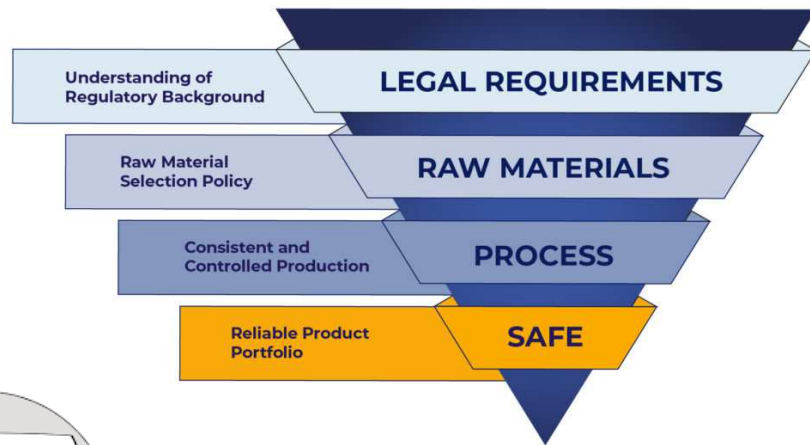 Understanding of
Regulatory Background
LEGAL REQUIREMENTS
Raw Material
Selection Policy
RAW MATERIALS
Consistent and
Controlled Production
PROCESS
Reliable Product
Portfolio
SAFE